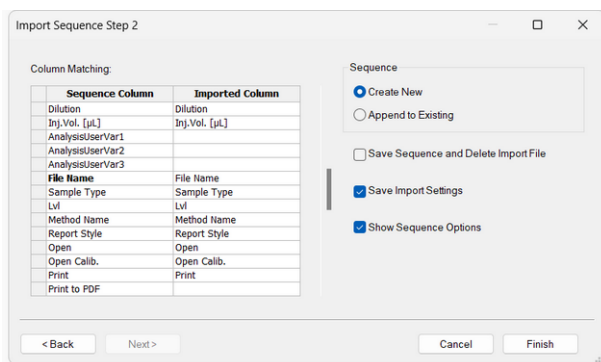 Import Sequence Step 2
Column Matching:
Sequence Column Imported Column
Dilution Dilution
Inj.Vol. [µL] Inj.Vol. [µL]
AnalysisUserVar1
AnalysisUserVar2
AnalysisUserVar3
File Name File Name
Sample Type Sample Type
Lvl Lvl
Method Name Method Name
Report Style Report Style
Open Open
Open Calib. Open Calib.
Print Print
Print to PDF
Sequence
Create New
Append to Existing
Save Sequence and Delete Import File
Save Import Settings
Show Sequence Options
< Back Next > Cancel Finish